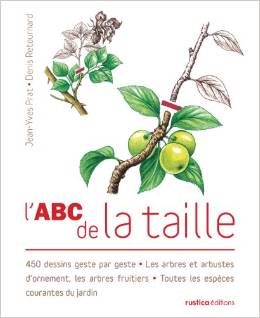 Jean-Yves Prat • Denis Retournard
l'ABC de la taille
450 dessins geste par geste • Les arbres et arbustes
d'ornement, les arbres fruitiers • Toutes les espèces
courantes du jardin
rustica éditions